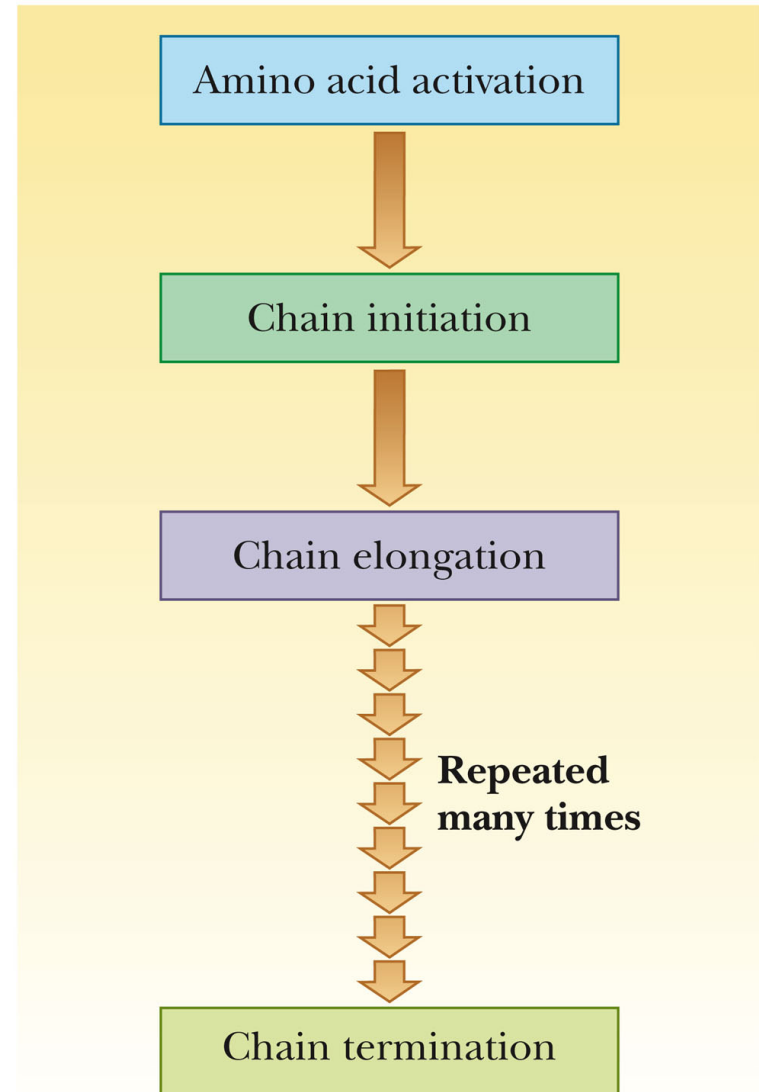 Amino acid activation
Chain initiation
Chain elongation
Repeated
many times
Chain termination